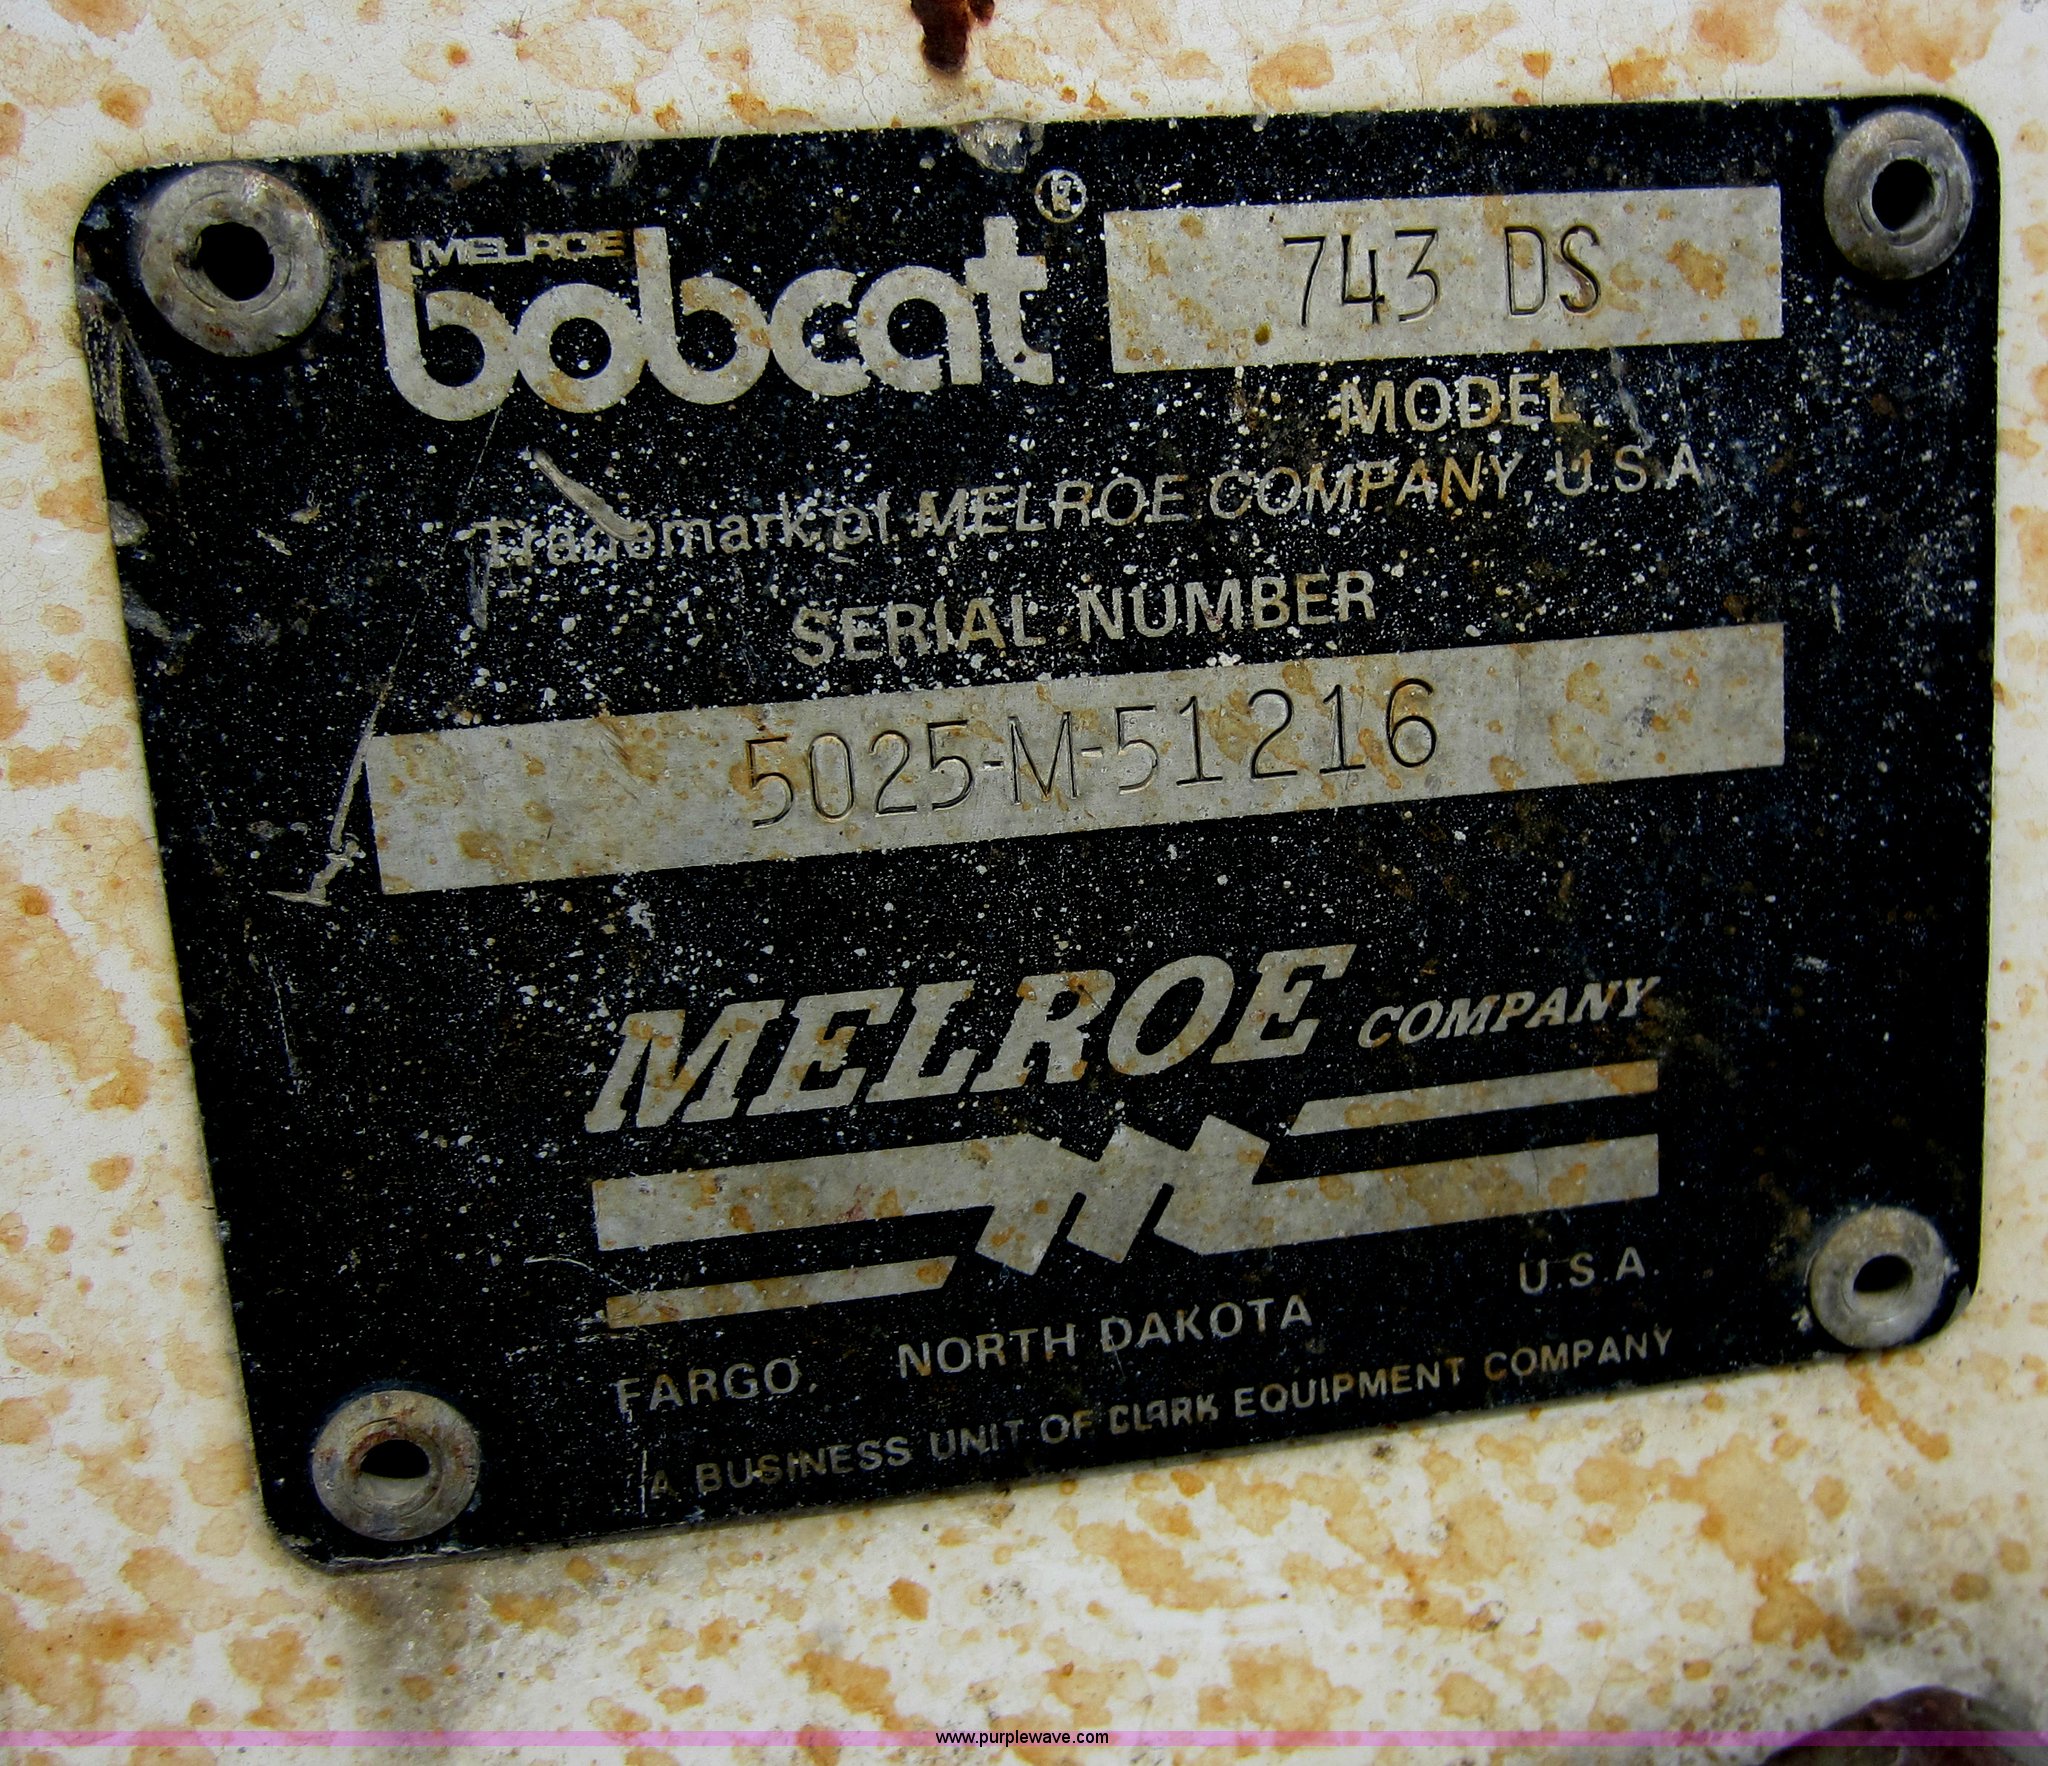 MELROE
bobcat® 743 DS
MODEL
Trademark of MELROE COMPANY, U.S.A
SERIAL NUMBER
5025-M-51216
MELROE COMPANY
FARGO, NORTH DAKOTA U.S.A.
A BUSINESS UNIT OF CLARK EQUIPMENT COMPANY
www.purplewave.com